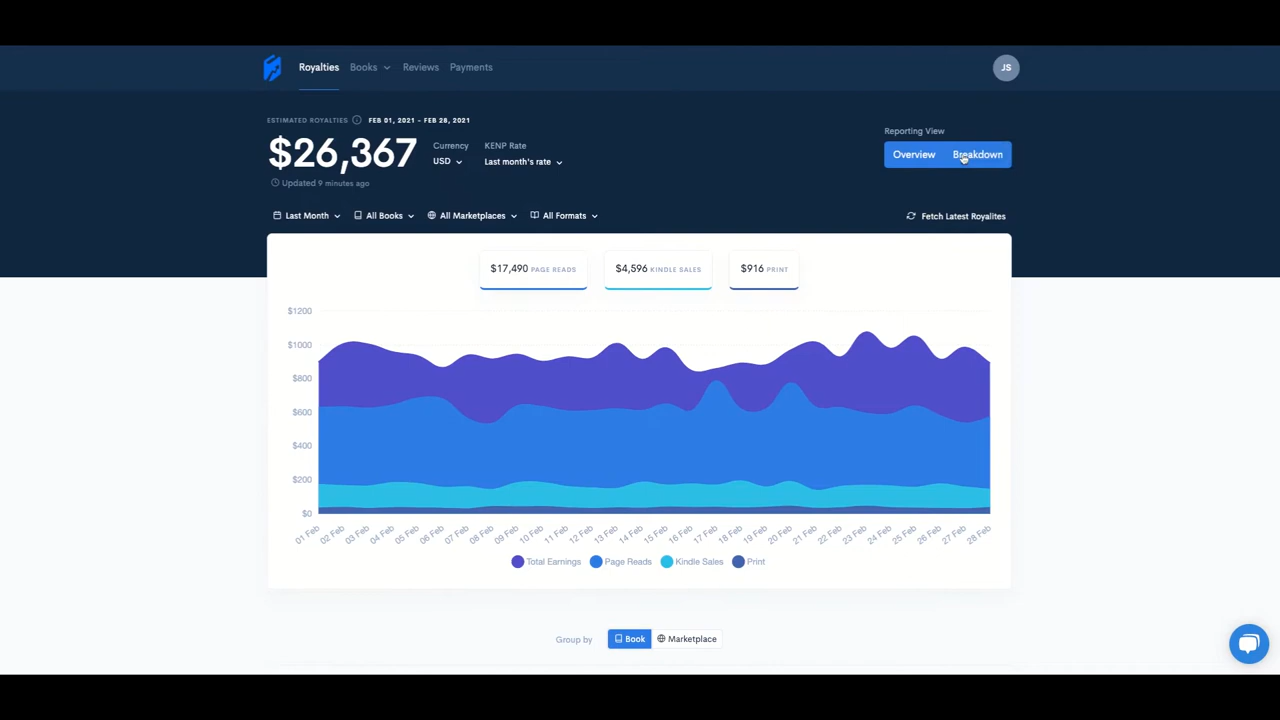 Royalties Books Reviews Payments JS
ESTIMATED ROYALTIES FEB 01, 2021 - FEB 28, 2021
$26,367
Currency
USD
KENP Rate
Last month's rate
Updated 9 minutes ago
Reporting View
Overview Breakdown
Last Month All Books All Marketplaces All Formats Fetch Latest Royalites
$17,490 PAGE READS $4,596 KINDLE SALES $916 PRINT
$1200
$1000
$800
$600
$400
$200
$0
01 Feb 02 Feb 03 Feb 04 Feb 05 Feb 06 Feb 07 Feb 08 Feb 09 Feb 10 Feb 11 Feb 12 Feb 13 Feb 14 Feb 15 Feb 16 Feb 17 Feb 18 Feb 19 Feb 20 Feb 21 Feb 22 Feb 23 Feb 24 Feb 25 Feb 26 Feb 27 Feb 28 Feb
Total Earnings Page Reads Kindle Sales Print
Group by Book Marketplace